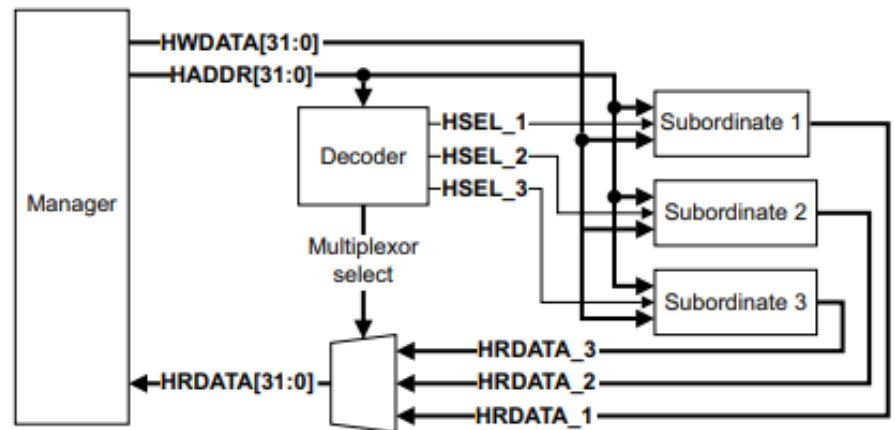 HWDATA[31:0]
HADDR[31:0]
Manager
Decoder
HSEL_1
HSEL_2
HSEL_3
Subordinate 1
Subordinate 2
Subordinate 3
Multiplexor
select
HRDATA_3
HRDATA[31:0]
HRDATA_2
HRDATA_1